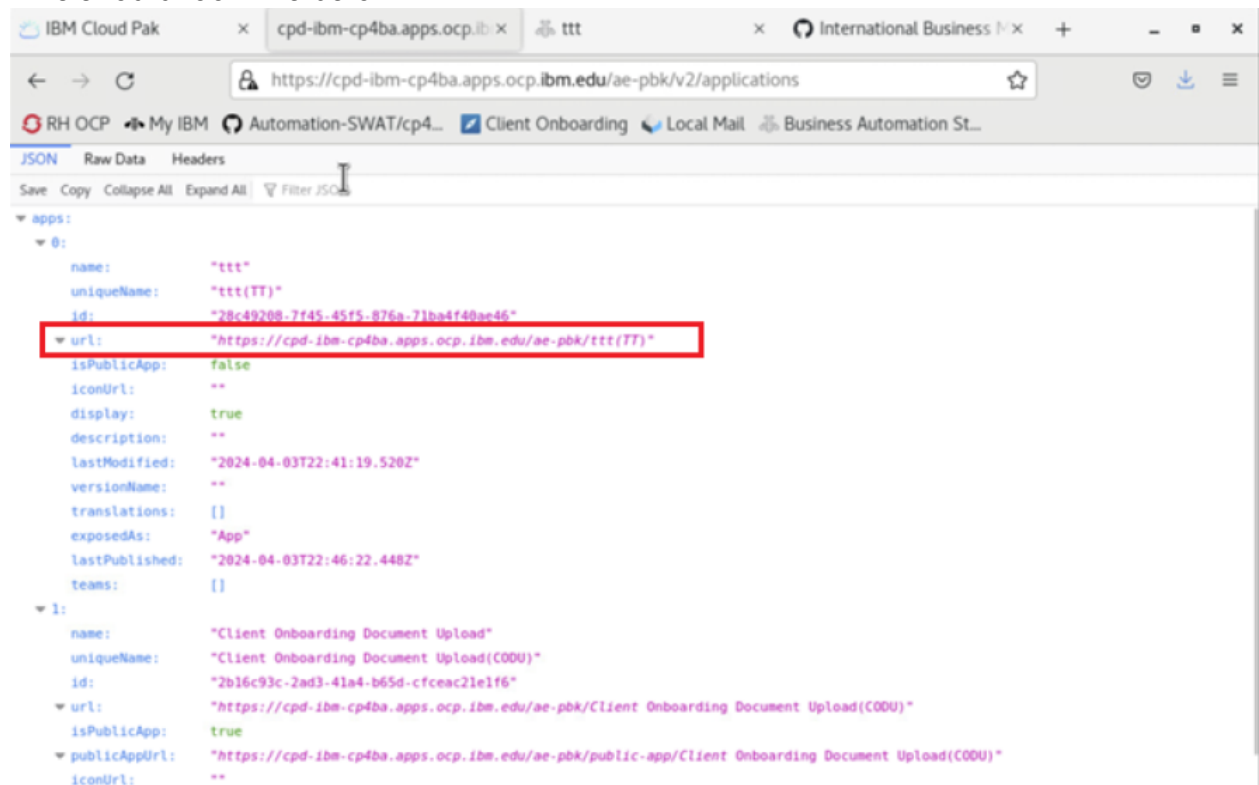 IBM Cloud Pak × cpd-ibm-cp4ba.apps.ocp.ib × ttt × International Business M × +
https://cpd-ibm-cp4ba.apps.ocp.ibm.edu/ae-pbk/v2/applications
RH OCP My IBM Automation-SWAT/cp4... Client Onboarding Local Mail Business Automation St...
JSON Raw Data Headers
Save Copy Collapse All Expand All Filter JSON
apps:
0:
name: "ttt"
uniqueName: "ttt(TT)"
id: "28c49208-7f45-45f5-876a-71ba4f40ae46"
url: "https://cpd-ibm-cp4ba.apps.ocp.ibm.edu/ae-pbk/ttt(TT)"
isPublicApp: false
iconUrl: ""
display: true
description: ""
lastModified: "2024-04-03T22:41:19.520Z"
versionName: ""
translations: []
exposedAs: "App"
lastPublished: "2024-04-03T22:46:22.448Z"
teams: []
1:
name: "Client Onboarding Document Upload"
uniqueName: "Client Onboarding Document Upload(CODU)"
id: "2b16c93c-2ad3-41a4-b65d-cfceac21e1f6"
url: "https://cpd-ibm-cp4ba.apps.ocp.ibm.edu/ae-pbk/Client Onboarding Document Upload(CODU)"
isPublicApp: true
publicAppUrl: "https://cpd-ibm-cp4ba.apps.ocp.ibm.edu/ae-pbk/public-app/Client Onboarding Document Upload(CODU)"
iconUrl: ""